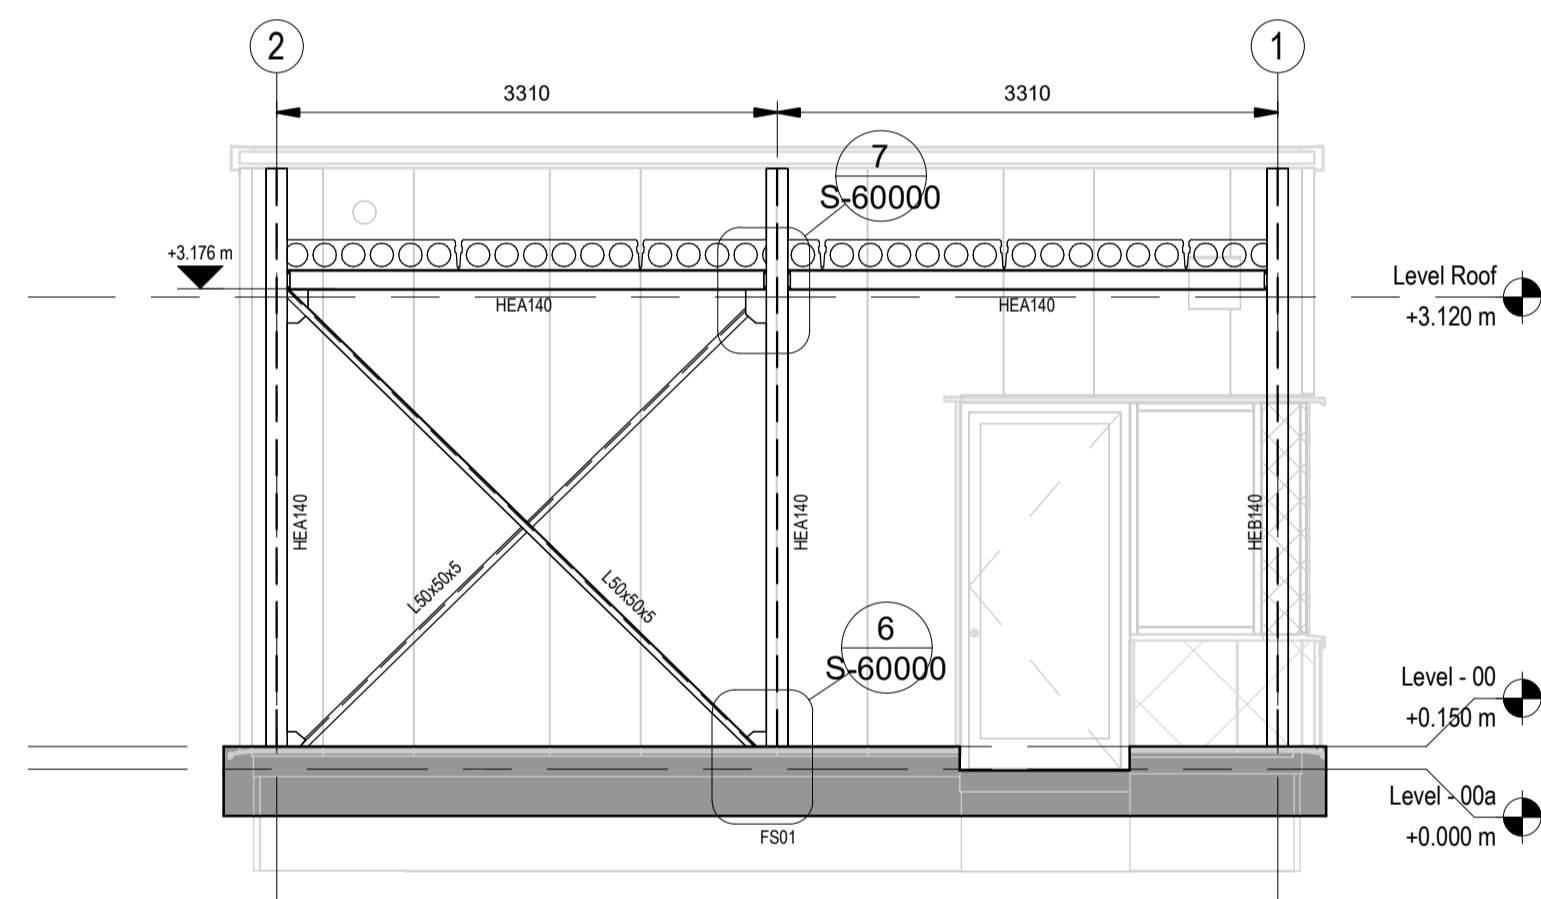 2
1
3310
3310
7
S-60000
+3.176 m
HEA140
HEA140
Level Roof
+3.120 m
HEA140
HEA140
HEB140
L50x50x5
L50x50x5
6
S-60000
Level - 00
+0.150 m
Level - 00a
+0.000 m
FS01